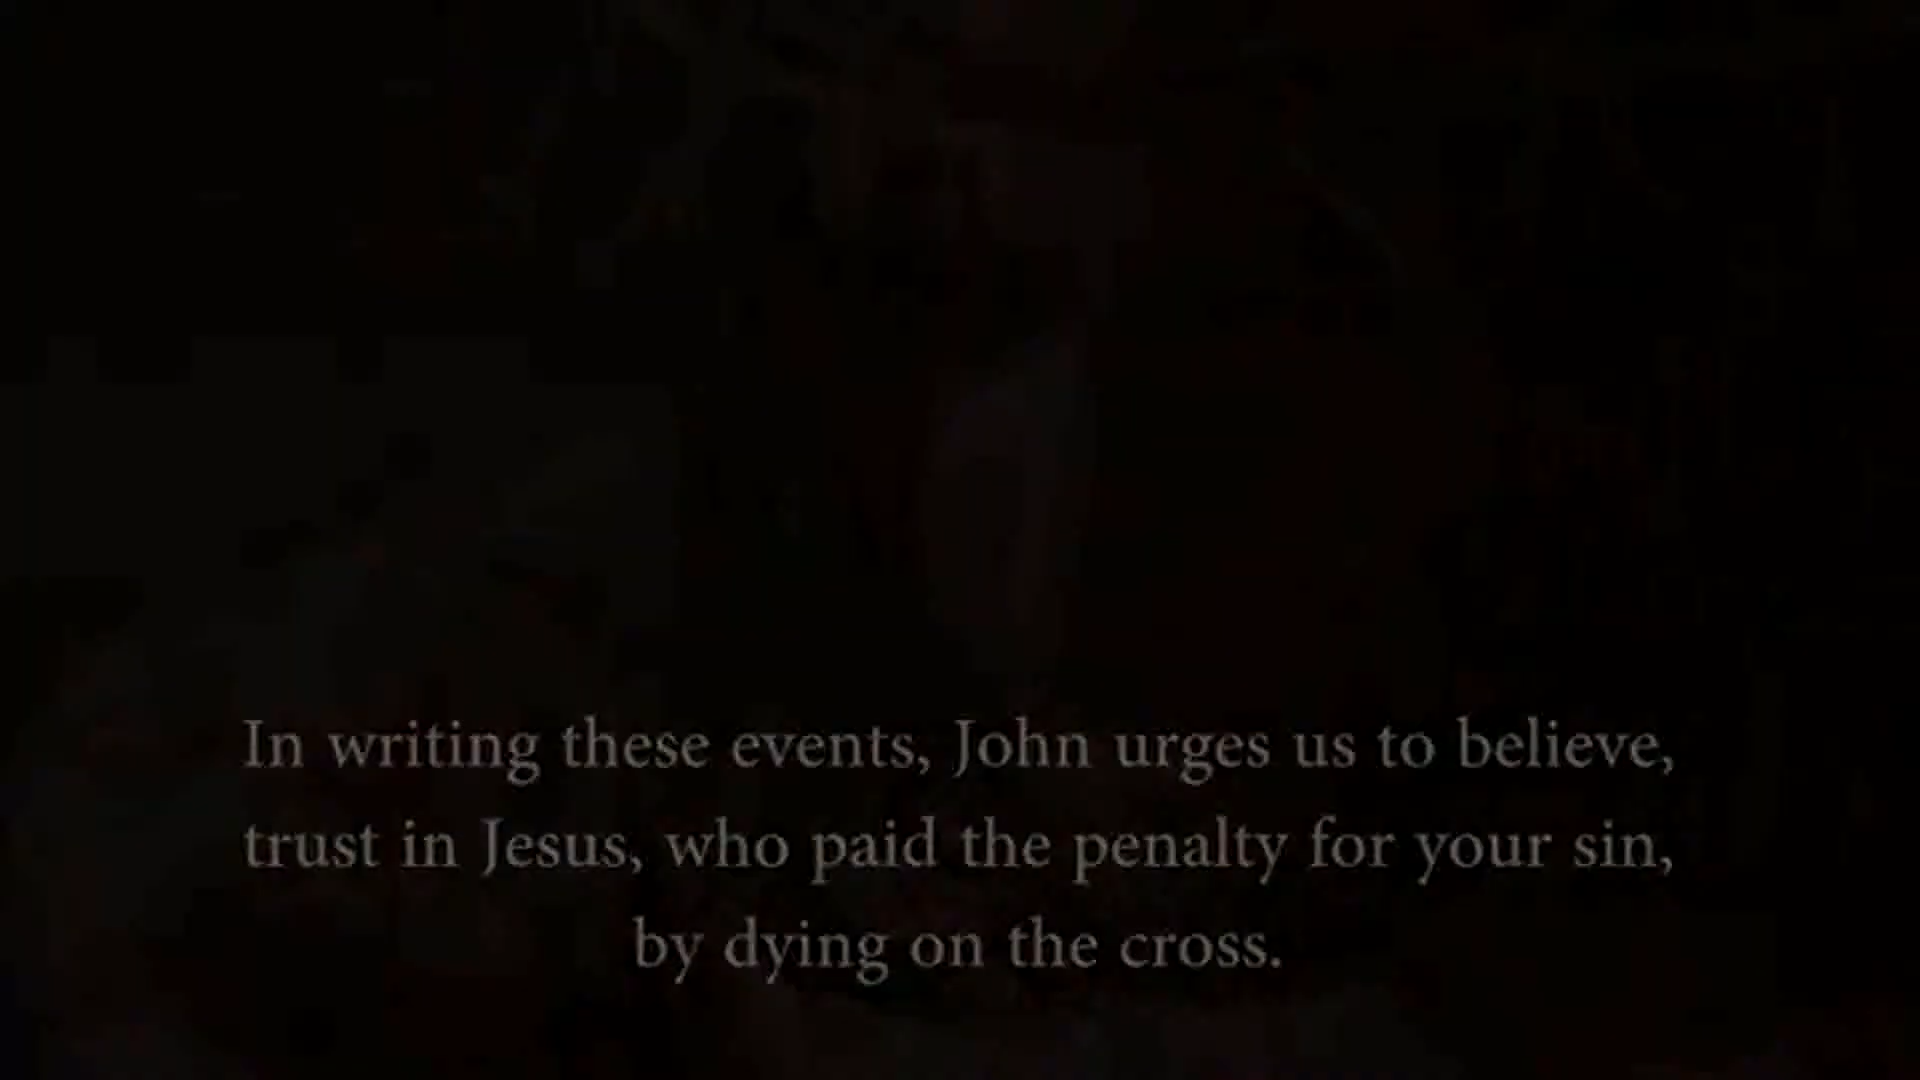 In writing these events, John urges us to believe,
trust in Jesus, who paid the penalty for your sin,
by dying on the cross.